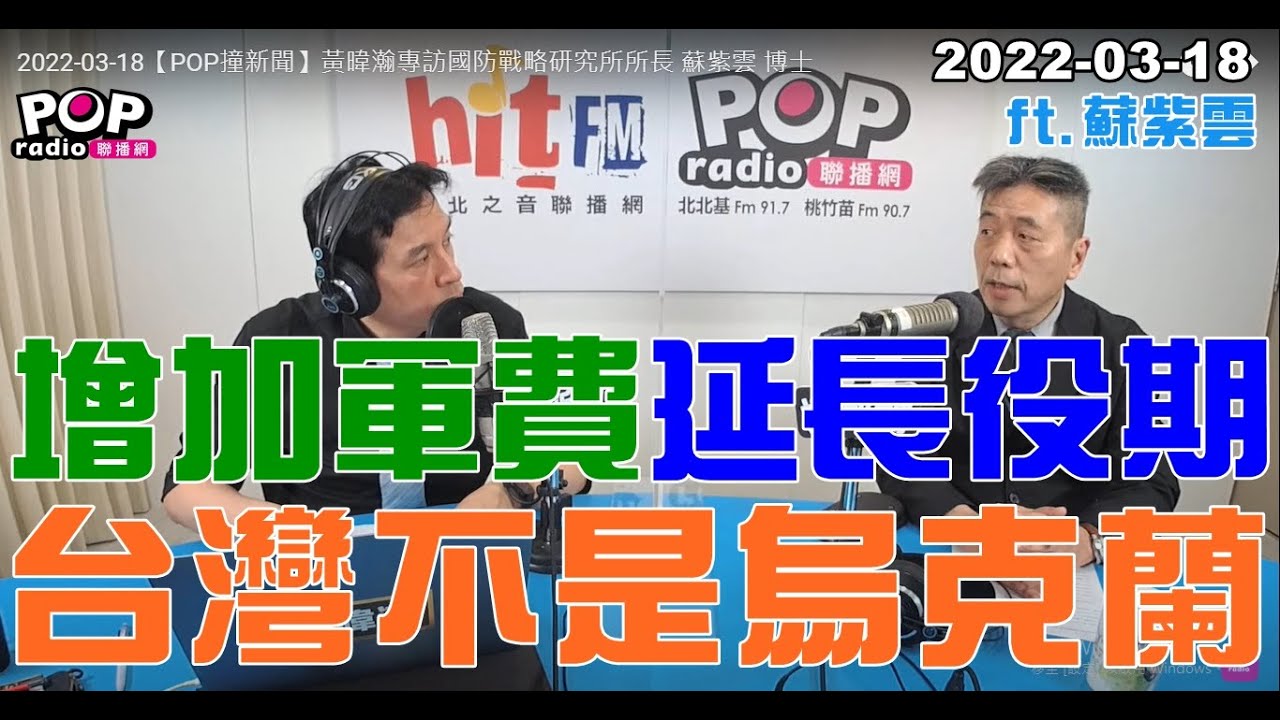 2022-03-18【POP撞新聞】黃暐瀚專訪國防戰略研究所所長 蘇紫雲 博士
2022-03-18
ft.蘇紫雲
POP
radio 聯播網
hit FM
北之音聯播網
POP
radio 聯播網
北北基 Fm 91.7 桃竹苗 Fm 90.7
增加軍費延長役期
台灣不是烏克蘭